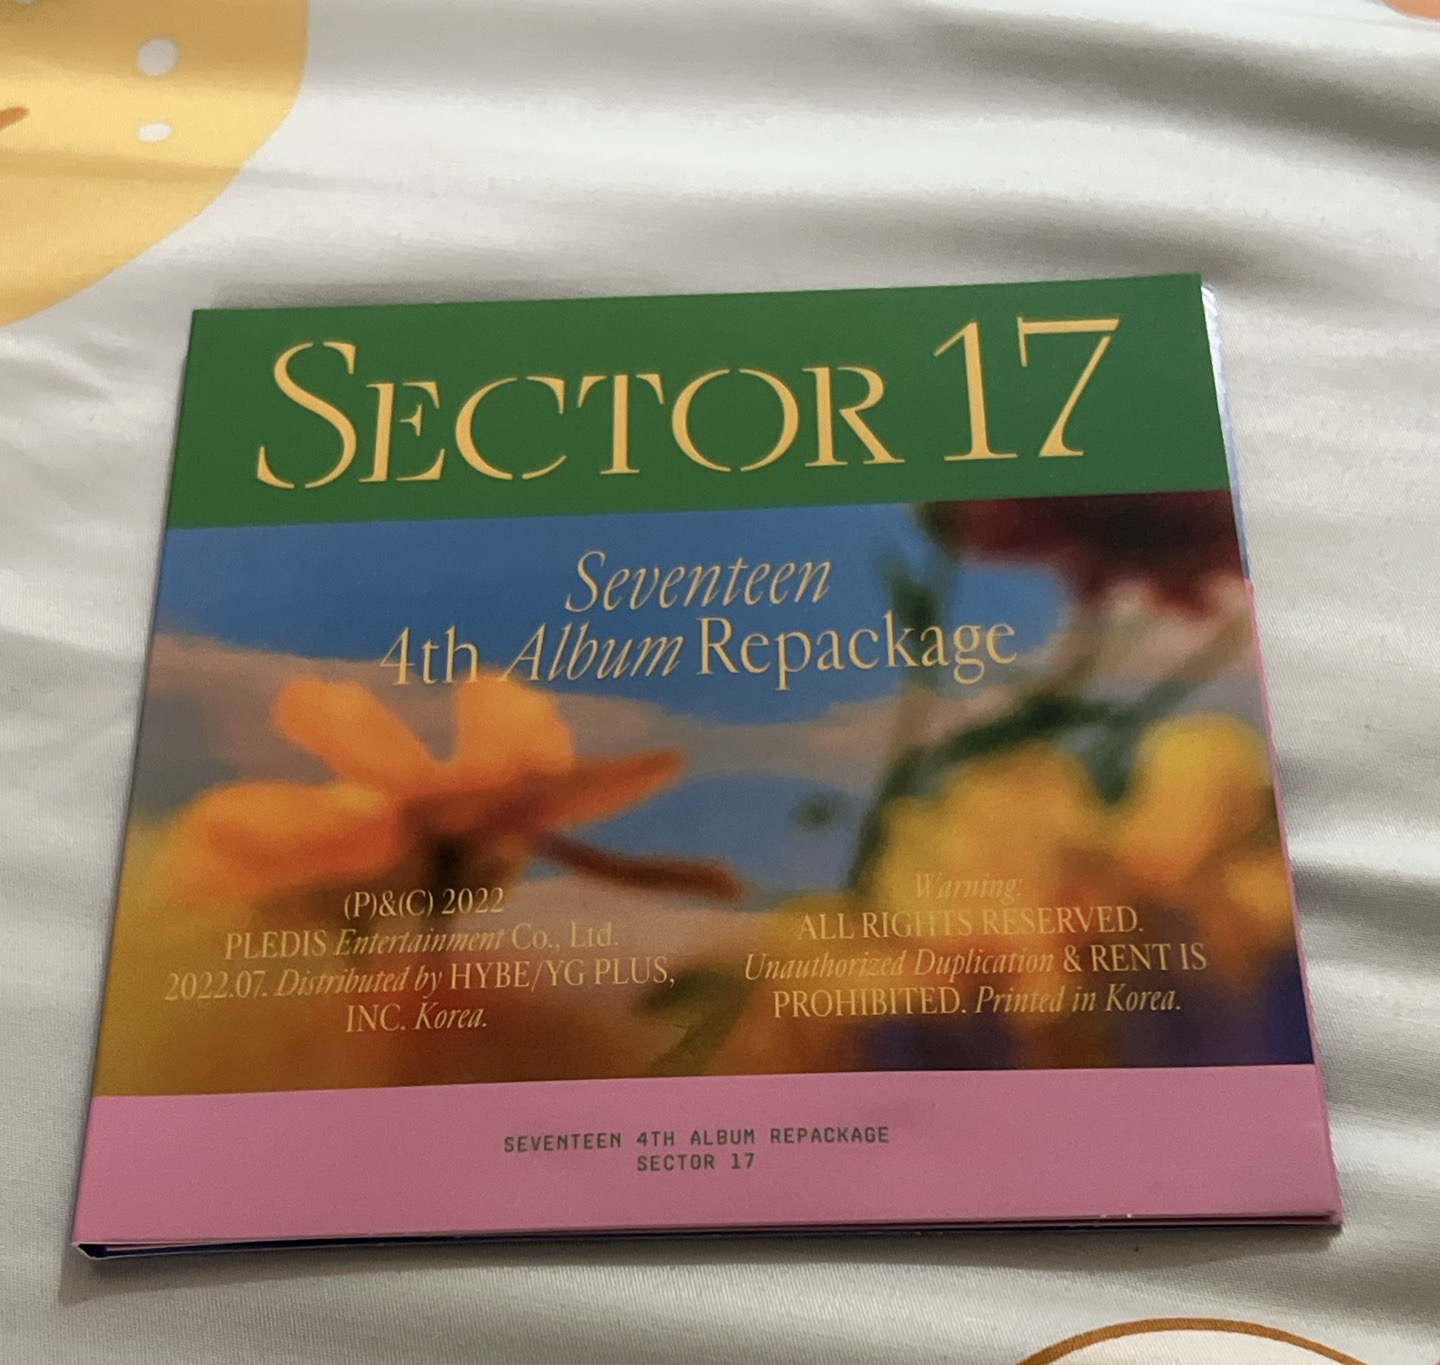 SECTOR 17
Seventeen
4th Album Repackage
(P)&(C) 2022
PLEDIS Entertainment Co., Ltd.
2022.07. Distributed by HYBE/YG PLUS,
INC. Korea.
Warning:
ALL RIGHTS RESERVED.
Unauthorized Duplication & RENT IS
PROHIBITED. Printed in Korea.
SEVENTEEN 4TH ALBUM REPACKAGE
SECTOR 17